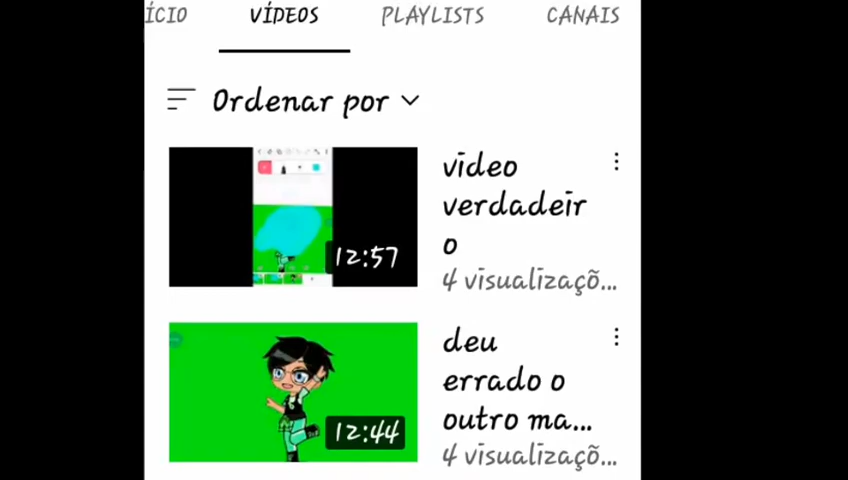 ÍCIO VÍDEOS PLAYLISTS CANAIS
Ordenar por
video
verdadeir
o
4 visualizaçõ...
12:57
deu
errado o
outro ma...
4 visualizaçõ...
12:44